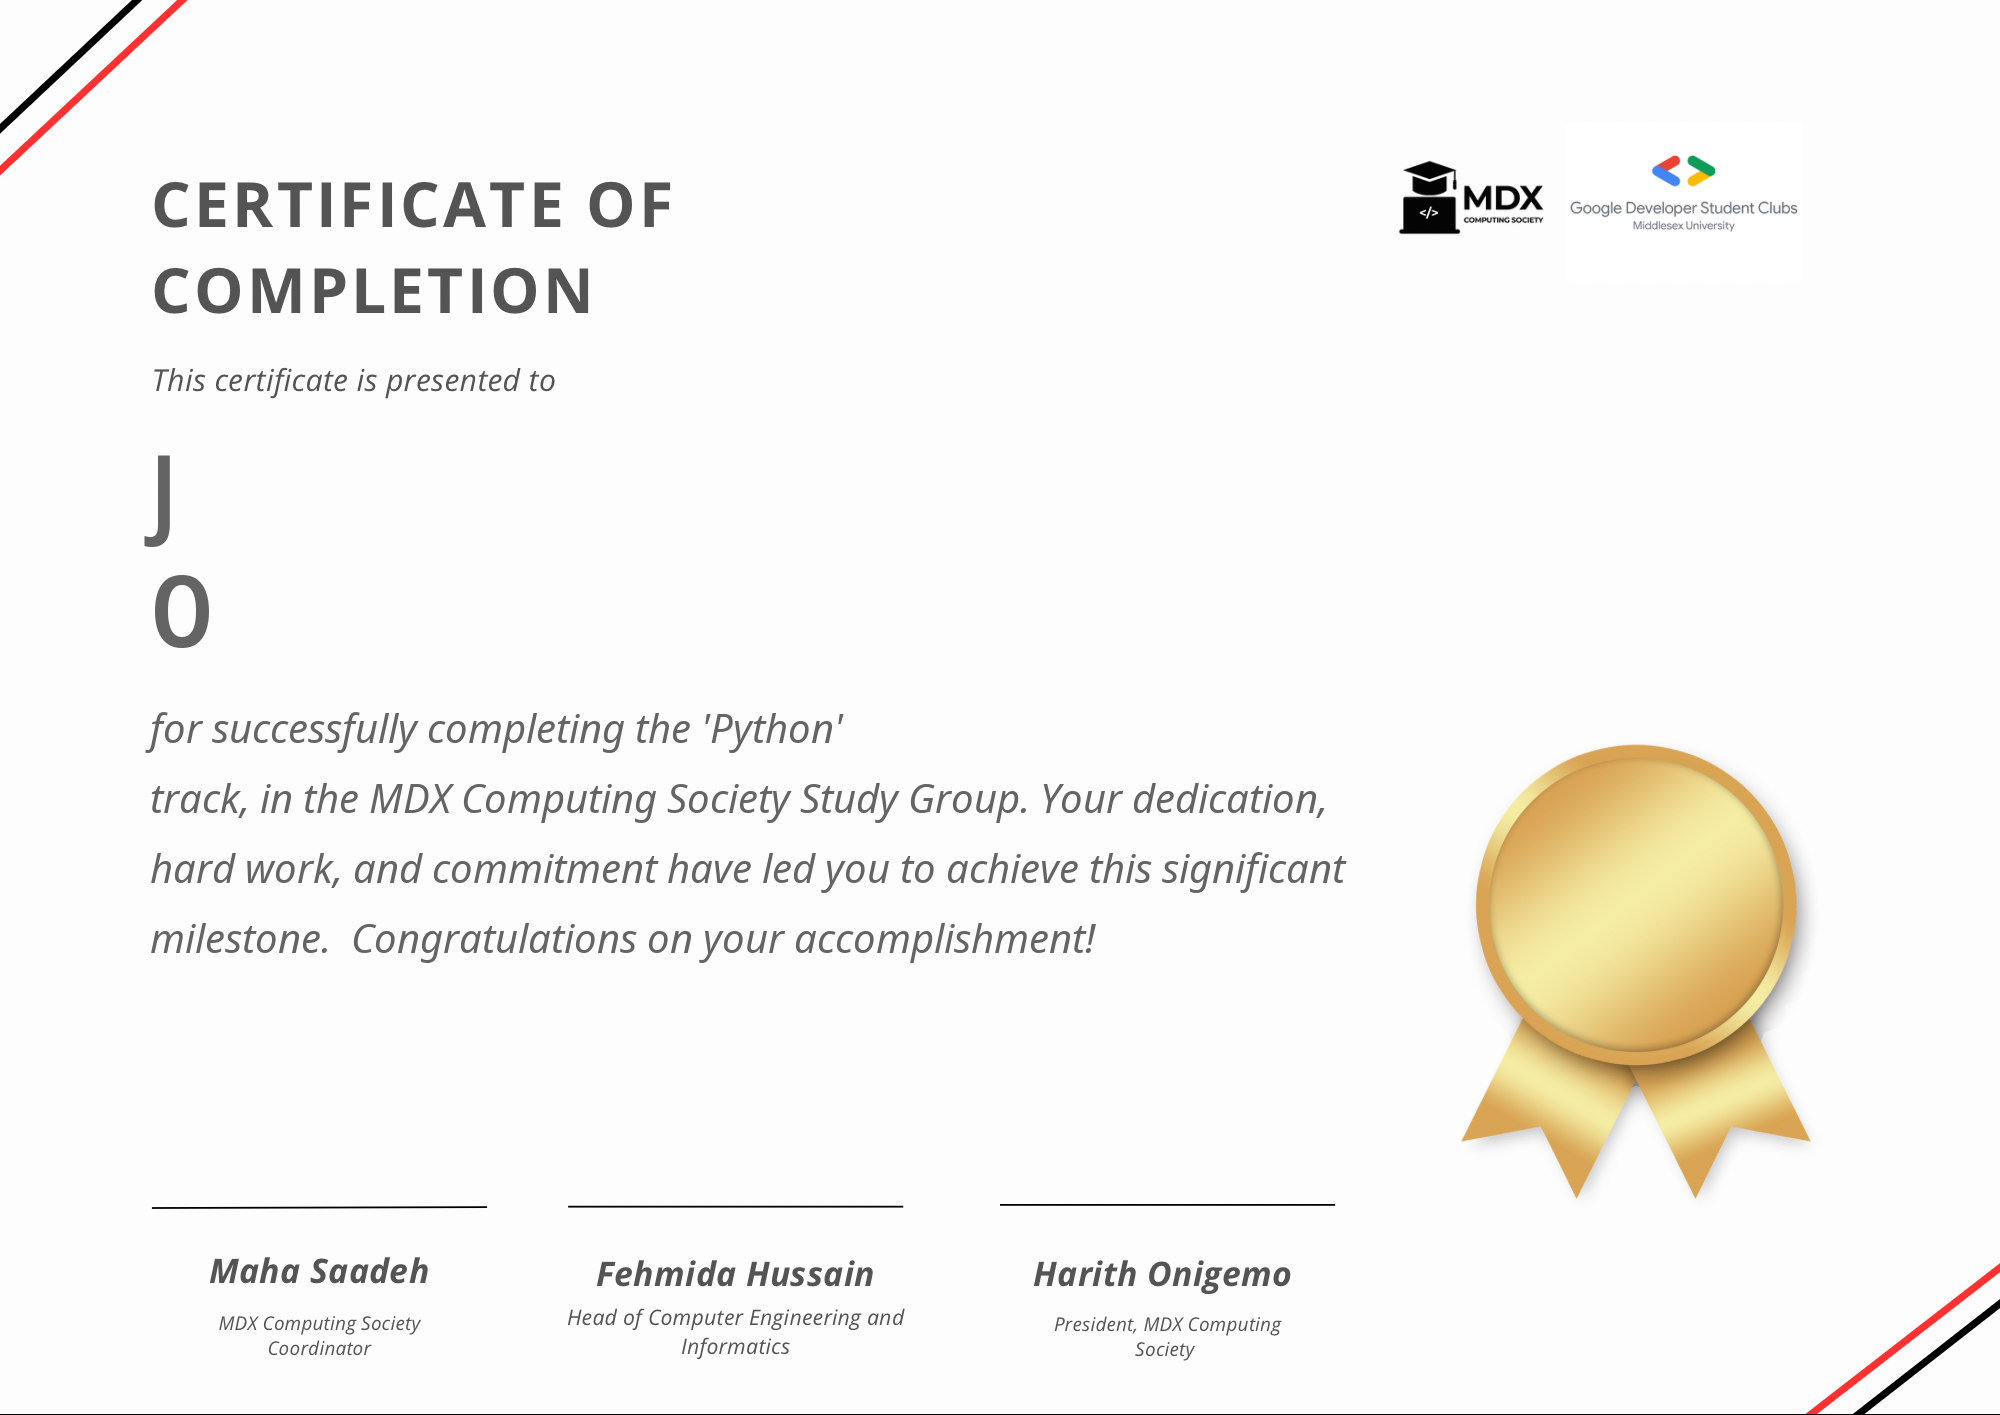 CERTIFICATE OF
COMPLETION
</>
MDX
COMPUTING SOCIETY
Google Developer Student Clubs
Middlesex University
This certificate is presented to
J
O
for successfully completing the 'Python'
track, in the MDX Computing Society Study Group. Your dedication,
hard work, and commitment have led you to achieve this significant
milestone.  Congratulations on your accomplishment!
Maha Saadeh
MDX Computing Society
Coordinator
Fehmida Hussain
Head of Computer Engineering and
Informatics
Harith Onigemo
President, MDX Computing
Society